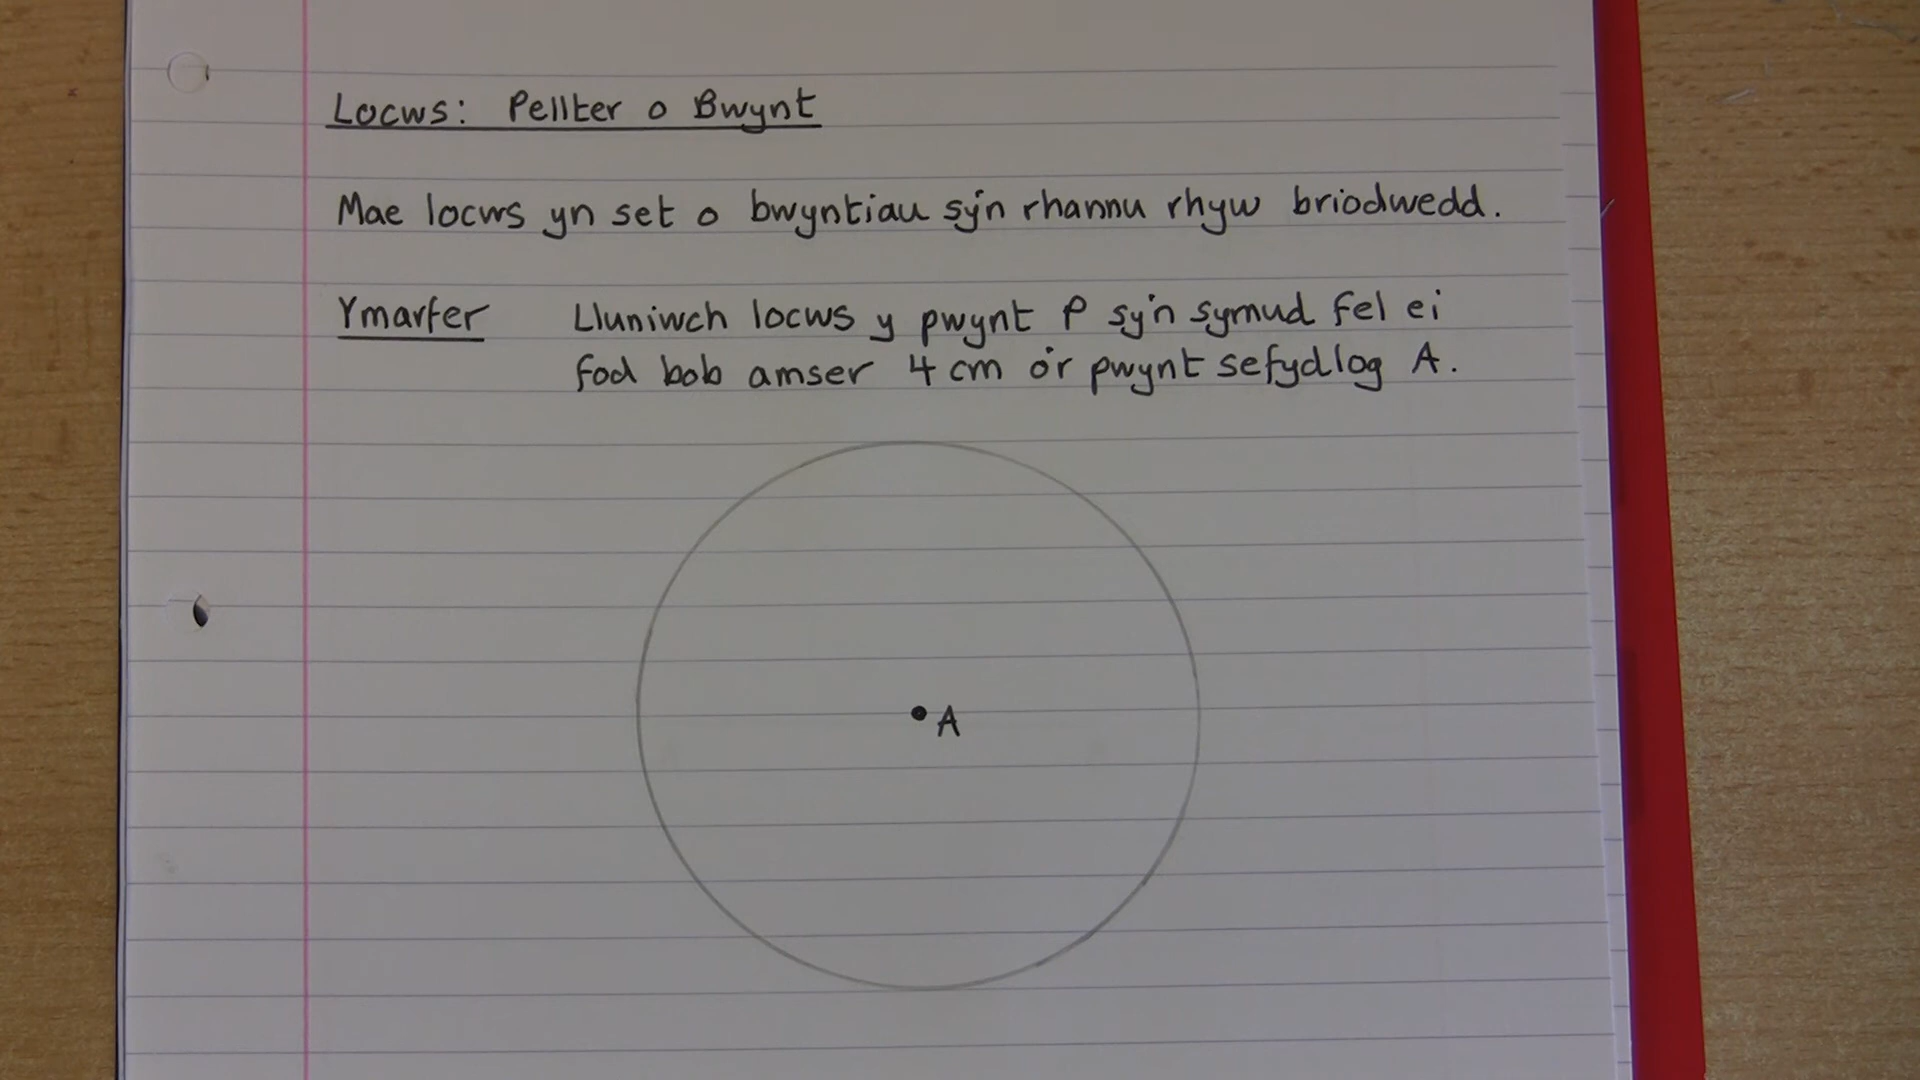 Locws: Pellter o Bwynt
Mae locws yn set o bwyntiau sy'n rhannu rhyw briodwedd.
Ymarfer Lluniwch locws y pwynt P sy'n symud fel ei
fod bob amser 4 cm o'r pwynt sefydlog A.
A